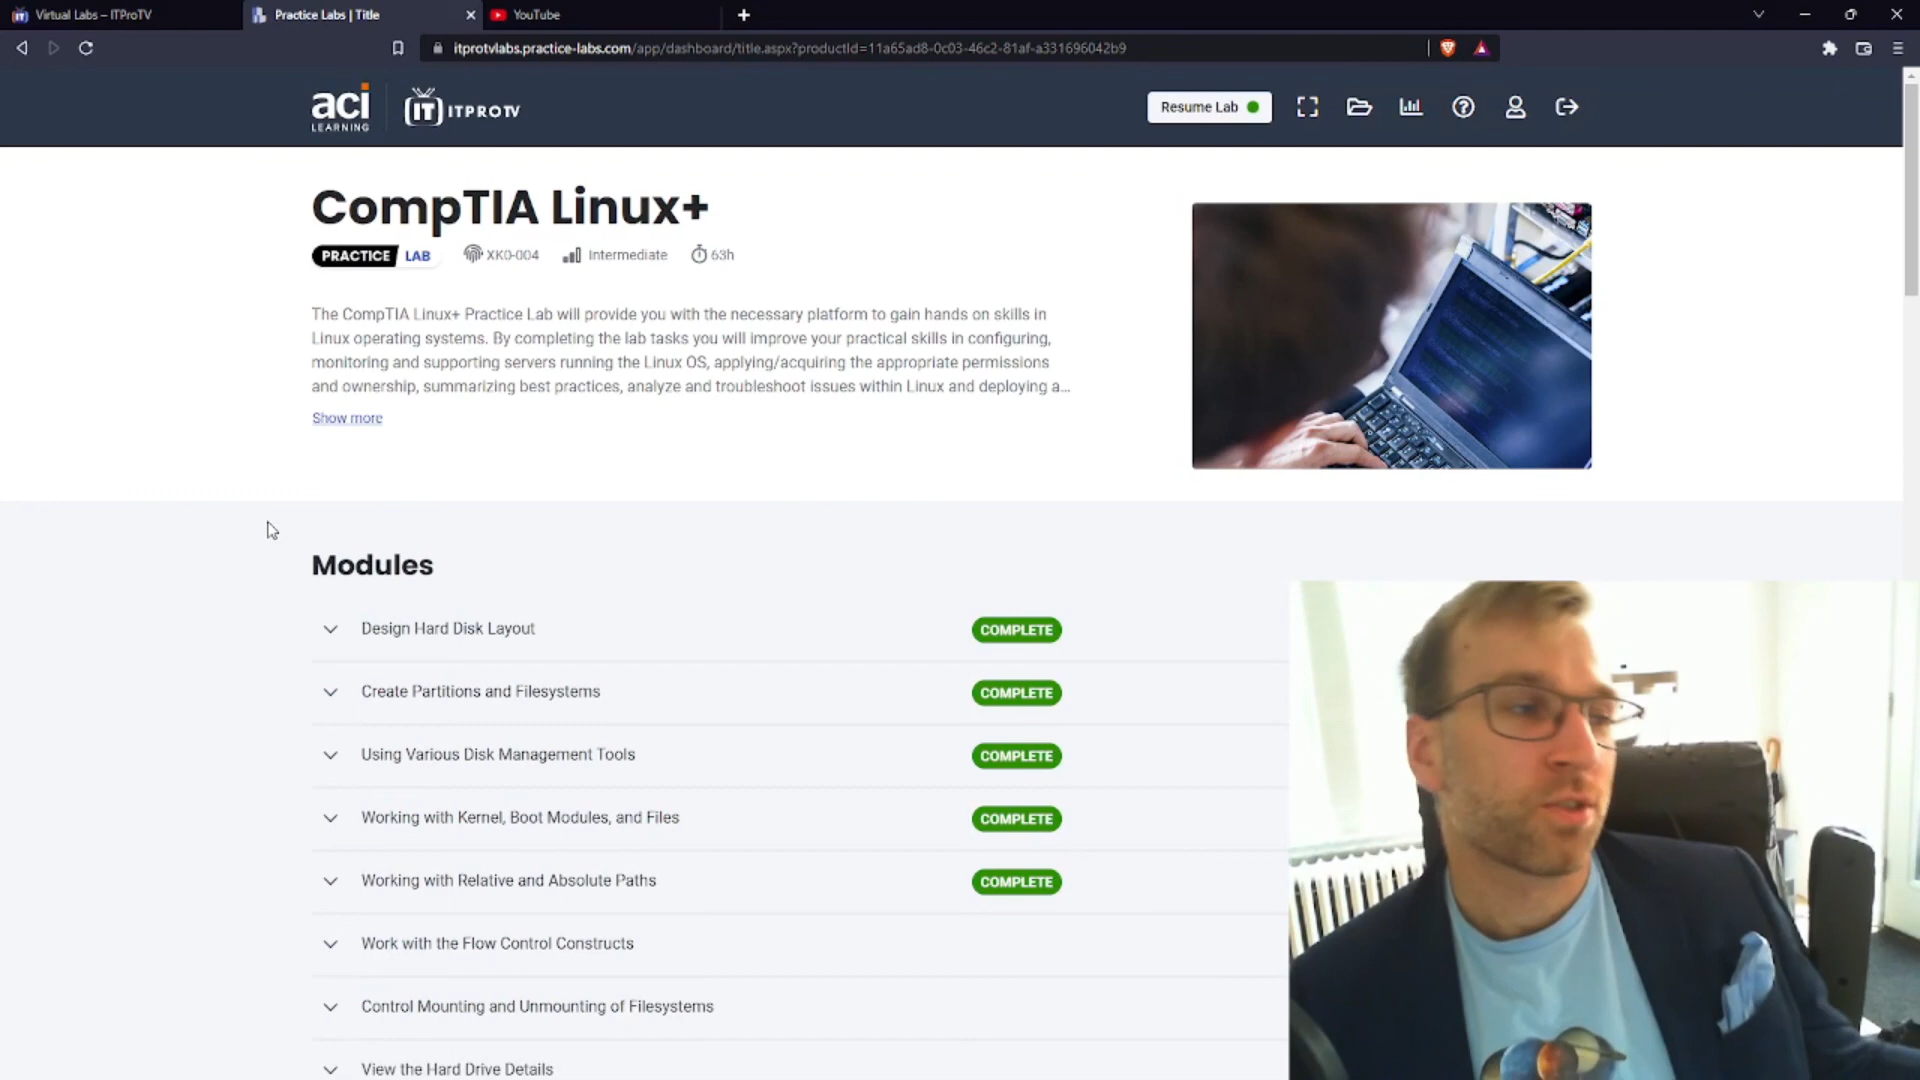 Virtual Labs – ITProTV
Practice Labs | Title
YouTube
itprotvlabs.practice-labs.com/app/dashboard/title.aspx?productId=11a65ad8-0c03-46c2-81af-a331696042b9
aci
LEARNING
IT ITPROTV
Resume Lab
CompTIA Linux+
PRACTICE LAB
XK0-004
Intermediate
63h
The CompTIA Linux+ Practice Lab will provide you with the necessary platform to gain hands on skills in
Linux operating systems. By completing the lab tasks you will improve your practical skills in configuring,
monitoring and supporting servers running the Linux OS, applying/acquiring the appropriate permissions
and ownership, summarizing best practices, analyze and troubleshoot issues within Linux and deploying a...
Show more
Modules
Design Hard Disk Layout COMPLETE
Create Partitions and Filesystems COMPLETE
Using Various Disk Management Tools COMPLETE
Working with Kernel, Boot Modules, and Files COMPLETE
Working with Relative and Absolute Paths COMPLETE
Work with the Flow Control Constructs
Control Mounting and Unmounting of Filesystems
View the Hard Drive Details